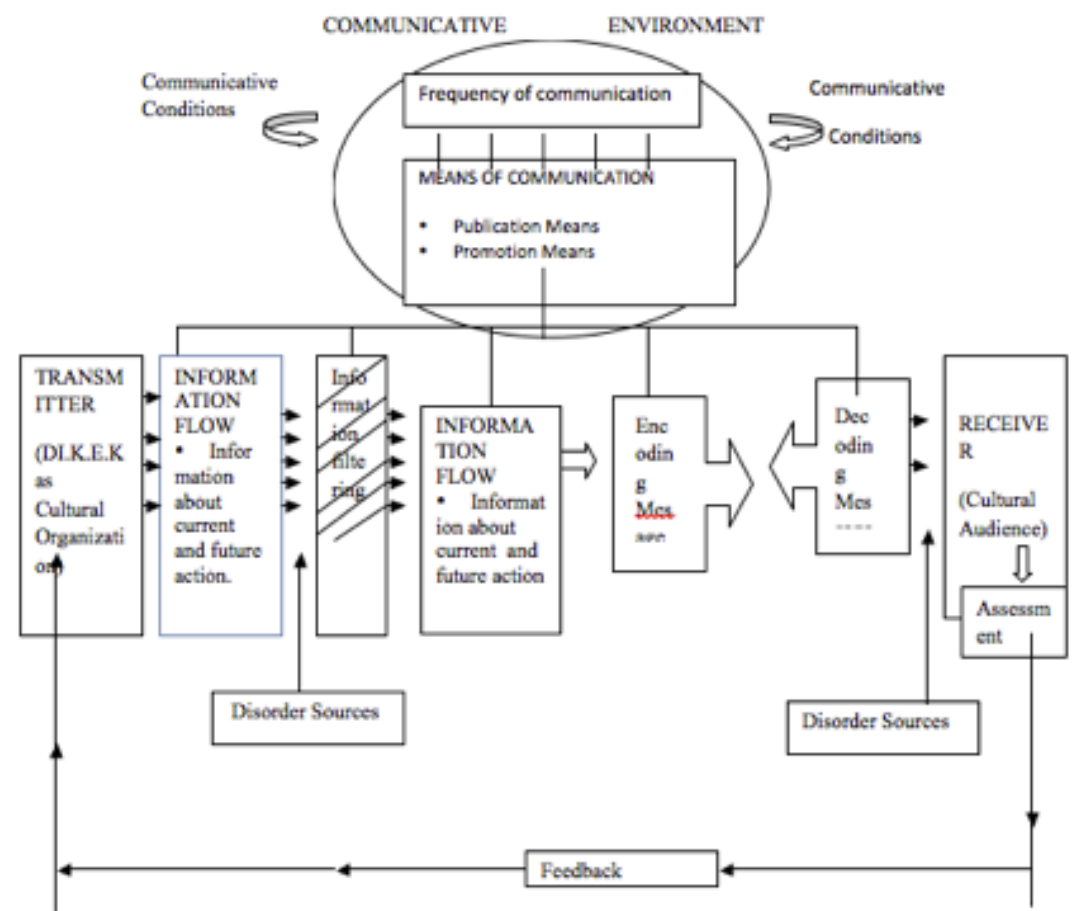 COMMUNICATIVE ENVIRONMENT
Communicative
Conditions
Frequency of communication
Communicative
Conditions
MEANS OF COMMUNICATION
• Publication Means
• Promotion Means
TRANSM
ITTER
(DI.K.E.K
as
Cultural
Organizati
on)
INFORM
ATION
FLOW
• Infor
mation
about
current
and future
action.
Info
rmat
ion
filte
ring
INFORMA
TION
FLOW
• Informat
ion about
current and
future action
Enc
odin
g
Mes
Dec
odin
g
Mes
RECEIVE
R
(Cultural
Audience)
Assessm
ent
Disorder Sources
Disorder Sources
Feedback